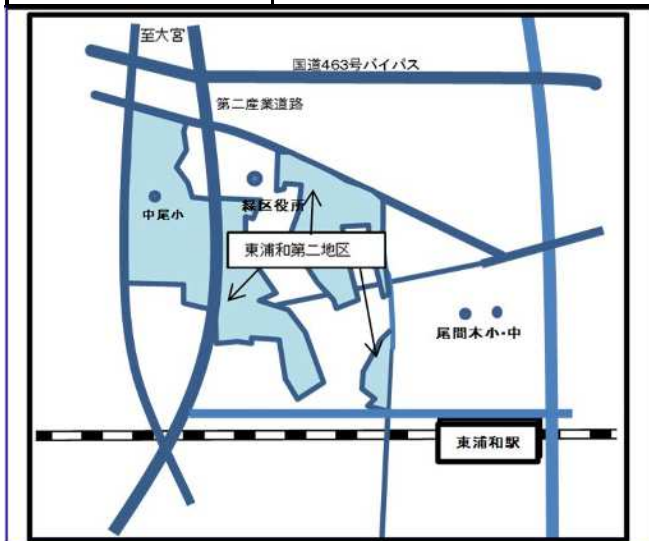 至大宮
国道463号バイパス
第二産業道路
中尾小
緑区役所
東浦和第二地区
尾間木小・中
東浦和駅